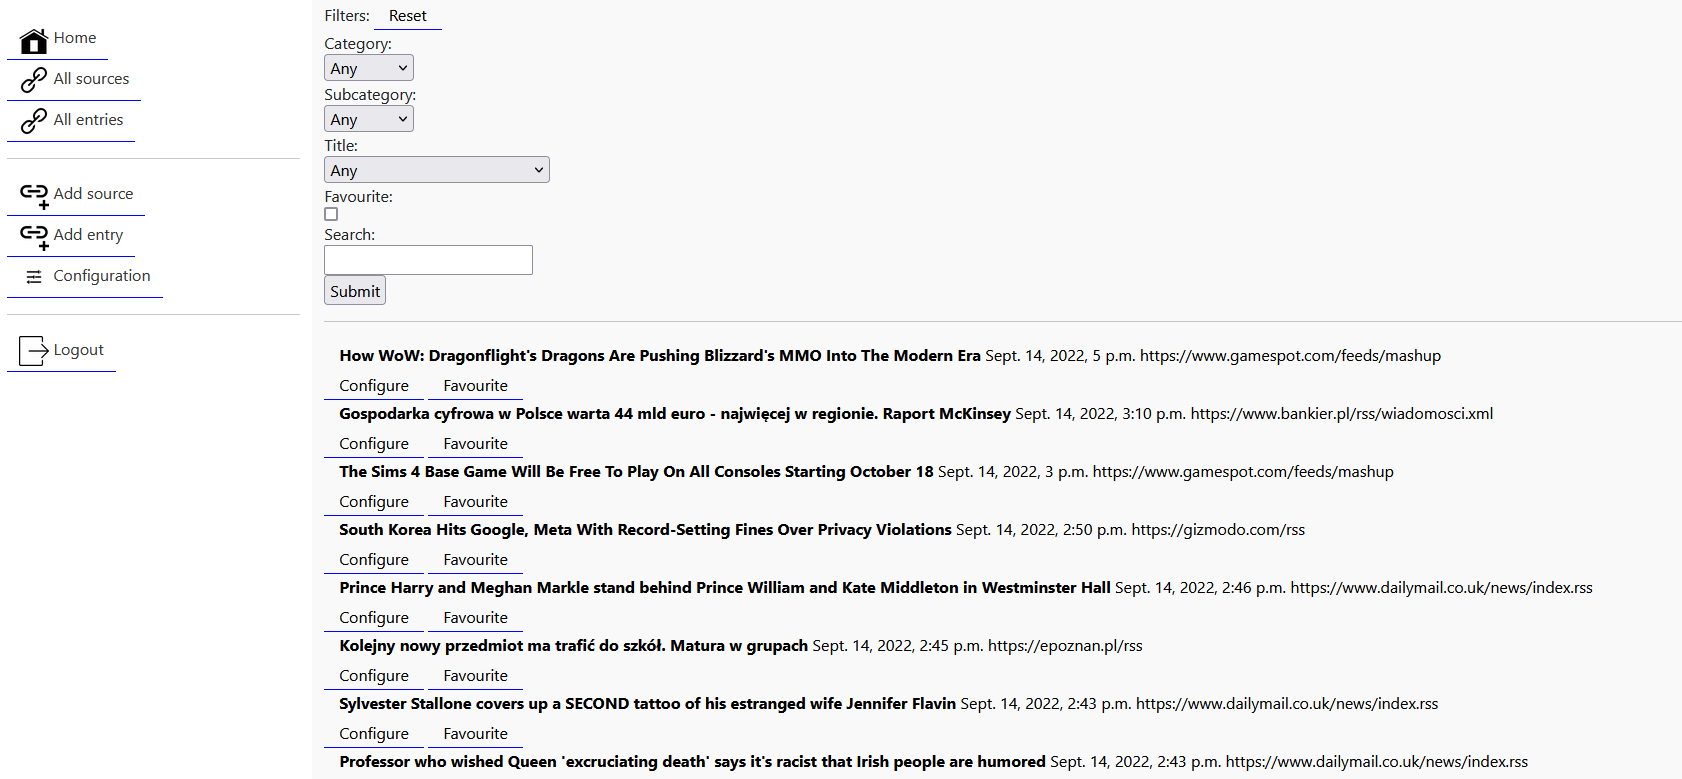 Home
All sources
All entries
Add source
Add entry
Configuration
Logout
Filters: Reset
Category:
Any
Subcategory:
Any
Title:
Any
Favourite:
Search:
Submit
How WoW: Dragonflight's Dragons Are Pushing Blizzard's MMO Into The Modern Era Sept. 14, 2022, 5 p.m. https://www.gamespot.com/feeds/mashup
Configure Favourite
Gospodarka cyfrowa w Polsce warta 44 mld euro - najwięcej w regionie. Raport McKinsey Sept. 14, 2022, 3:10 p.m. https://www.bankier.pl/rss/wiadomosci.xml
Configure Favourite
The Sims 4 Base Game Will Be Free To Play On All Consoles Starting October 18 Sept. 14, 2022, 3 p.m. https://www.gamespot.com/feeds/mashup
Configure Favourite
South Korea Hits Google, Meta With Record-Setting Fines Over Privacy Violations Sept. 14, 2022, 2:50 p.m. https://gizmodo.com/rss
Configure Favourite
Prince Harry and Meghan Markle stand behind Prince William and Kate Middleton in Westminster Hall Sept. 14, 2022, 2:46 p.m. https://www.dailymail.co.uk/news/index.rss
Configure Favourite
Kolejny nowy przedmiot ma trafić do szkół. Matura w grupach Sept. 14, 2022, 2:45 p.m. https://epoznan.pl/rss
Configure Favourite
Sylvester Stallone covers up a SECOND tattoo of his estranged wife Jennifer Flavin Sept. 14, 2022, 2:43 p.m. https://www.dailymail.co.uk/news/index.rss
Configure Favourite
Professor who wished Queen 'excruciating death' says it's racist that Irish people are humored Sept. 14, 2022, 2:43 p.m. https://www.dailymail.co.uk/news/index.rss